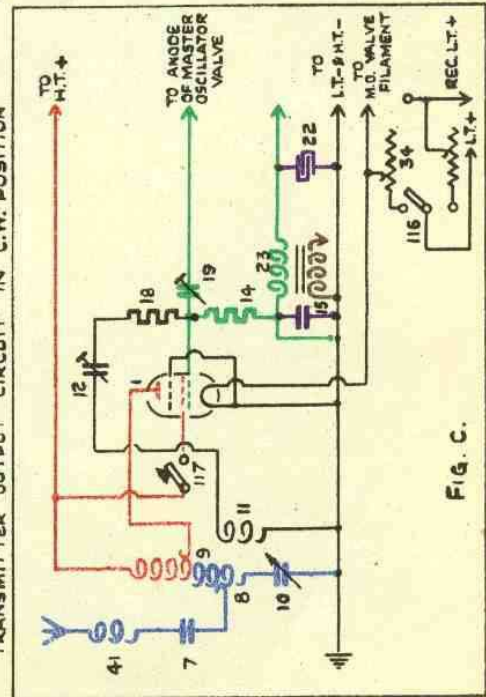 TRANSMITTER OUTPUT CIRCUIT IN C.W. POSITION
TO
H.T.+
TO ANODE
OF MASTER
OSCILLATOR
VALVE
TO
L.T.-&H.T.-
TO
M.O. VALVE
FILAMENT
REC. L.T.+
L.T.+
41
7
9
8
10
11
117
1
12
18
19
14
15
23
22
34
116
FIG. C.